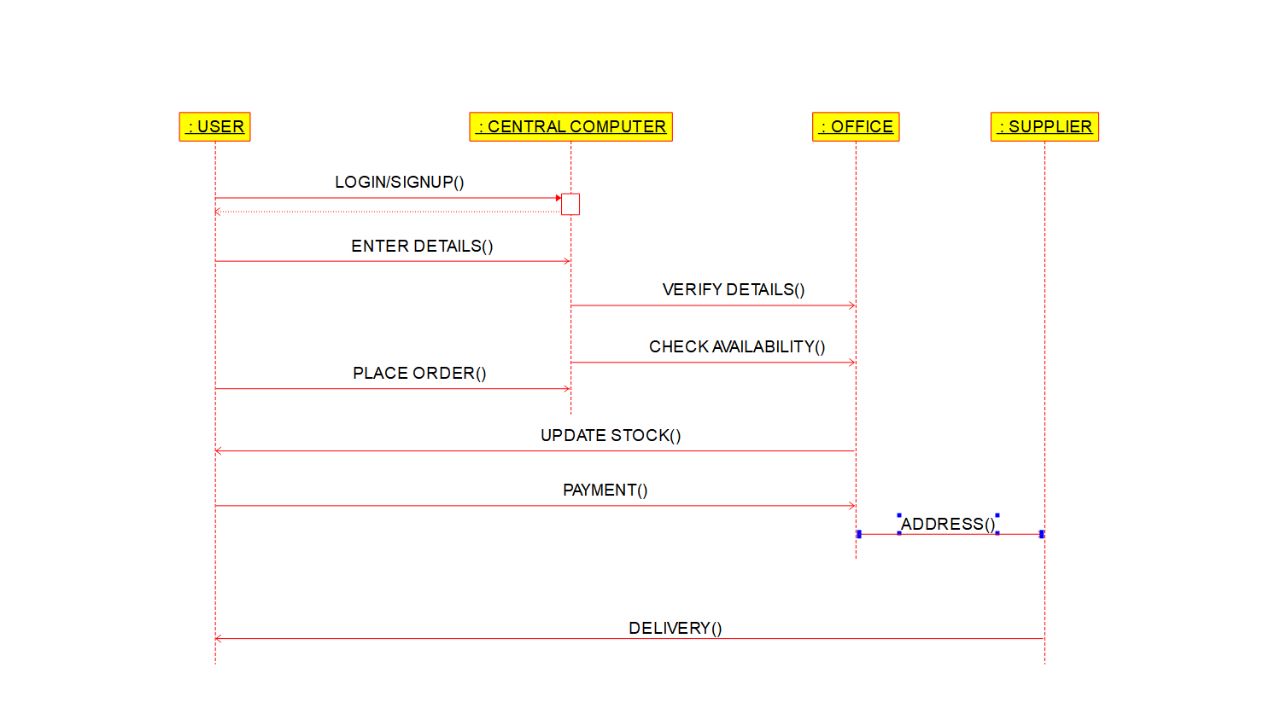 : USER
: CENTRAL COMPUTER
: OFFICE
: SUPPLIER
LOGIN/SIGNUP()
ENTER DETAILS()
VERIFY DETAILS()
CHECK AVAILABILITY()
PLACE ORDER()
UPDATE STOCK()
PAYMENT()
ADDRESS()
DELIVERY()